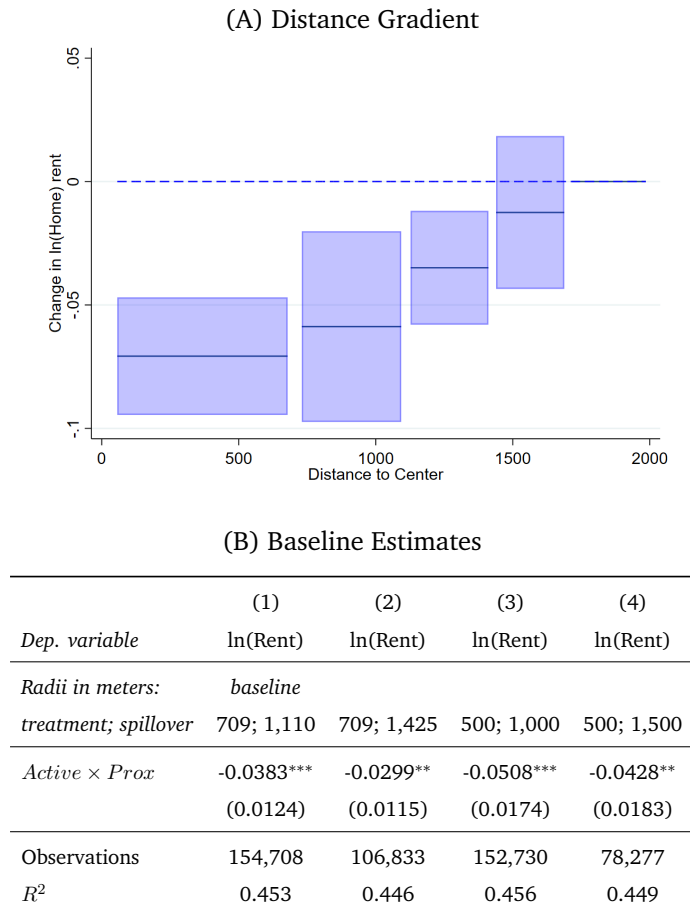 (A) Distance Gradient
Change in ln(Home) rent
.05
0
-.05
-.1
0 500 1000 1500 2000
Distance to Center
(B) Baseline Estimates
(1) (2) (3) (4)
Dep. variable ln(Rent) ln(Rent) ln(Rent) ln(Rent)
Radii in meters: baseline
treatment; spillover 709; 1,110 709; 1,425 500; 1,000 500; 1,500
Active × Prox -0.0383*** -0.0299** -0.0508*** -0.0428**
(0.0124) (0.0115) (0.0174) (0.0183)
Observations 154,708 106,833 152,730 78,277
R² 0.453 0.446 0.456 0.449